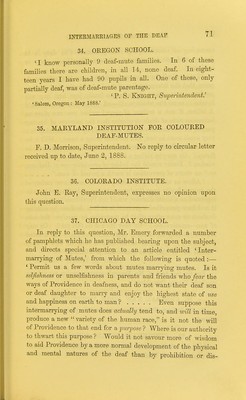 INTERMARRIAGES OF THE DEAF 71
34. OREGON SCHOOL.
'I know personally 9 deaf-mute families. In 6 of these
families there are children, in all 14, none deaf. In eight-
teen years I have had 90 pupils in all. One of these, only
partially deaf, was of deaf-mute parentage.
'P. S. KNIGHT, Superintendent.'
'Salem, Oregon: May 1888.'
35. MARYLAND INSTITUTION FOR COLOURED
DEAF-MUTES.
F. D. Morrison, Superintendent. No reply to circular letter
received up to date, June 2, 1888.
36. COLORADO INSTITUTE.
John E. Ray, Superintendent, expresses no opinion upon
this question.
37. CHICAGO DAY SCHOOL.
In reply to this question, Mr. Emery forwarded a number
of pamphlets which he has published bearing upon the subject,
and directs special attention to an article entitled 'Inter-
marrying of Mutes,' from which the following is quoted:—
'Permit us a few words about mutes marrying mutes. Is it
selfishness or unselfishness in parents and friends who fear the
ways of Providence in deafness, and do not want their deaf son
or deaf daughter to marry and enjoy the highest state of use
and happiness on earth to man? ..... Even suppose this
intermarrying of mutes does actually tend to, and will in time,
produce a new "variety of the human race," is it not the will
of Providence to that end for a purpose? Where is our authority
to thwart this purpose? Would it not savour more of wisdom
to aid Providence by a more normal development of the physical
and mental natures of the deaf than by prohibition or dis-